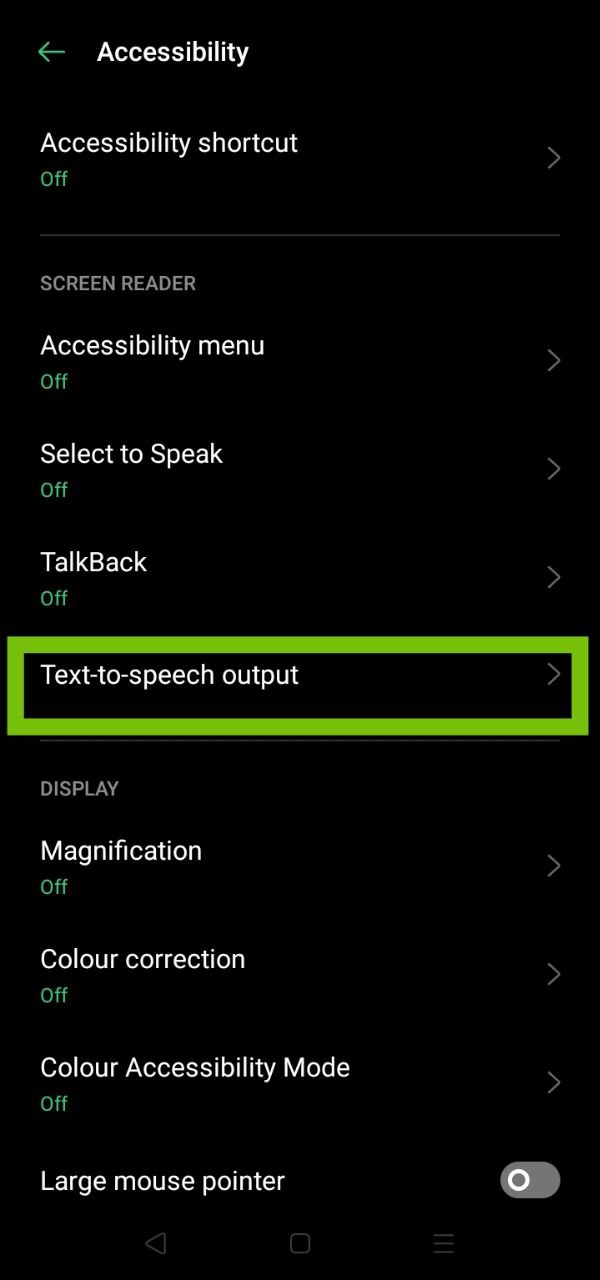 Accessibility
Accessibility shortcut
Off
SCREEN READER
Accessibility menu
Off
Select to Speak
Off
TalkBack
Off
Text-to-speech output
DISPLAY
Magnification
Off
Colour correction
Off
Colour Accessibility Mode
Off
Large mouse pointer